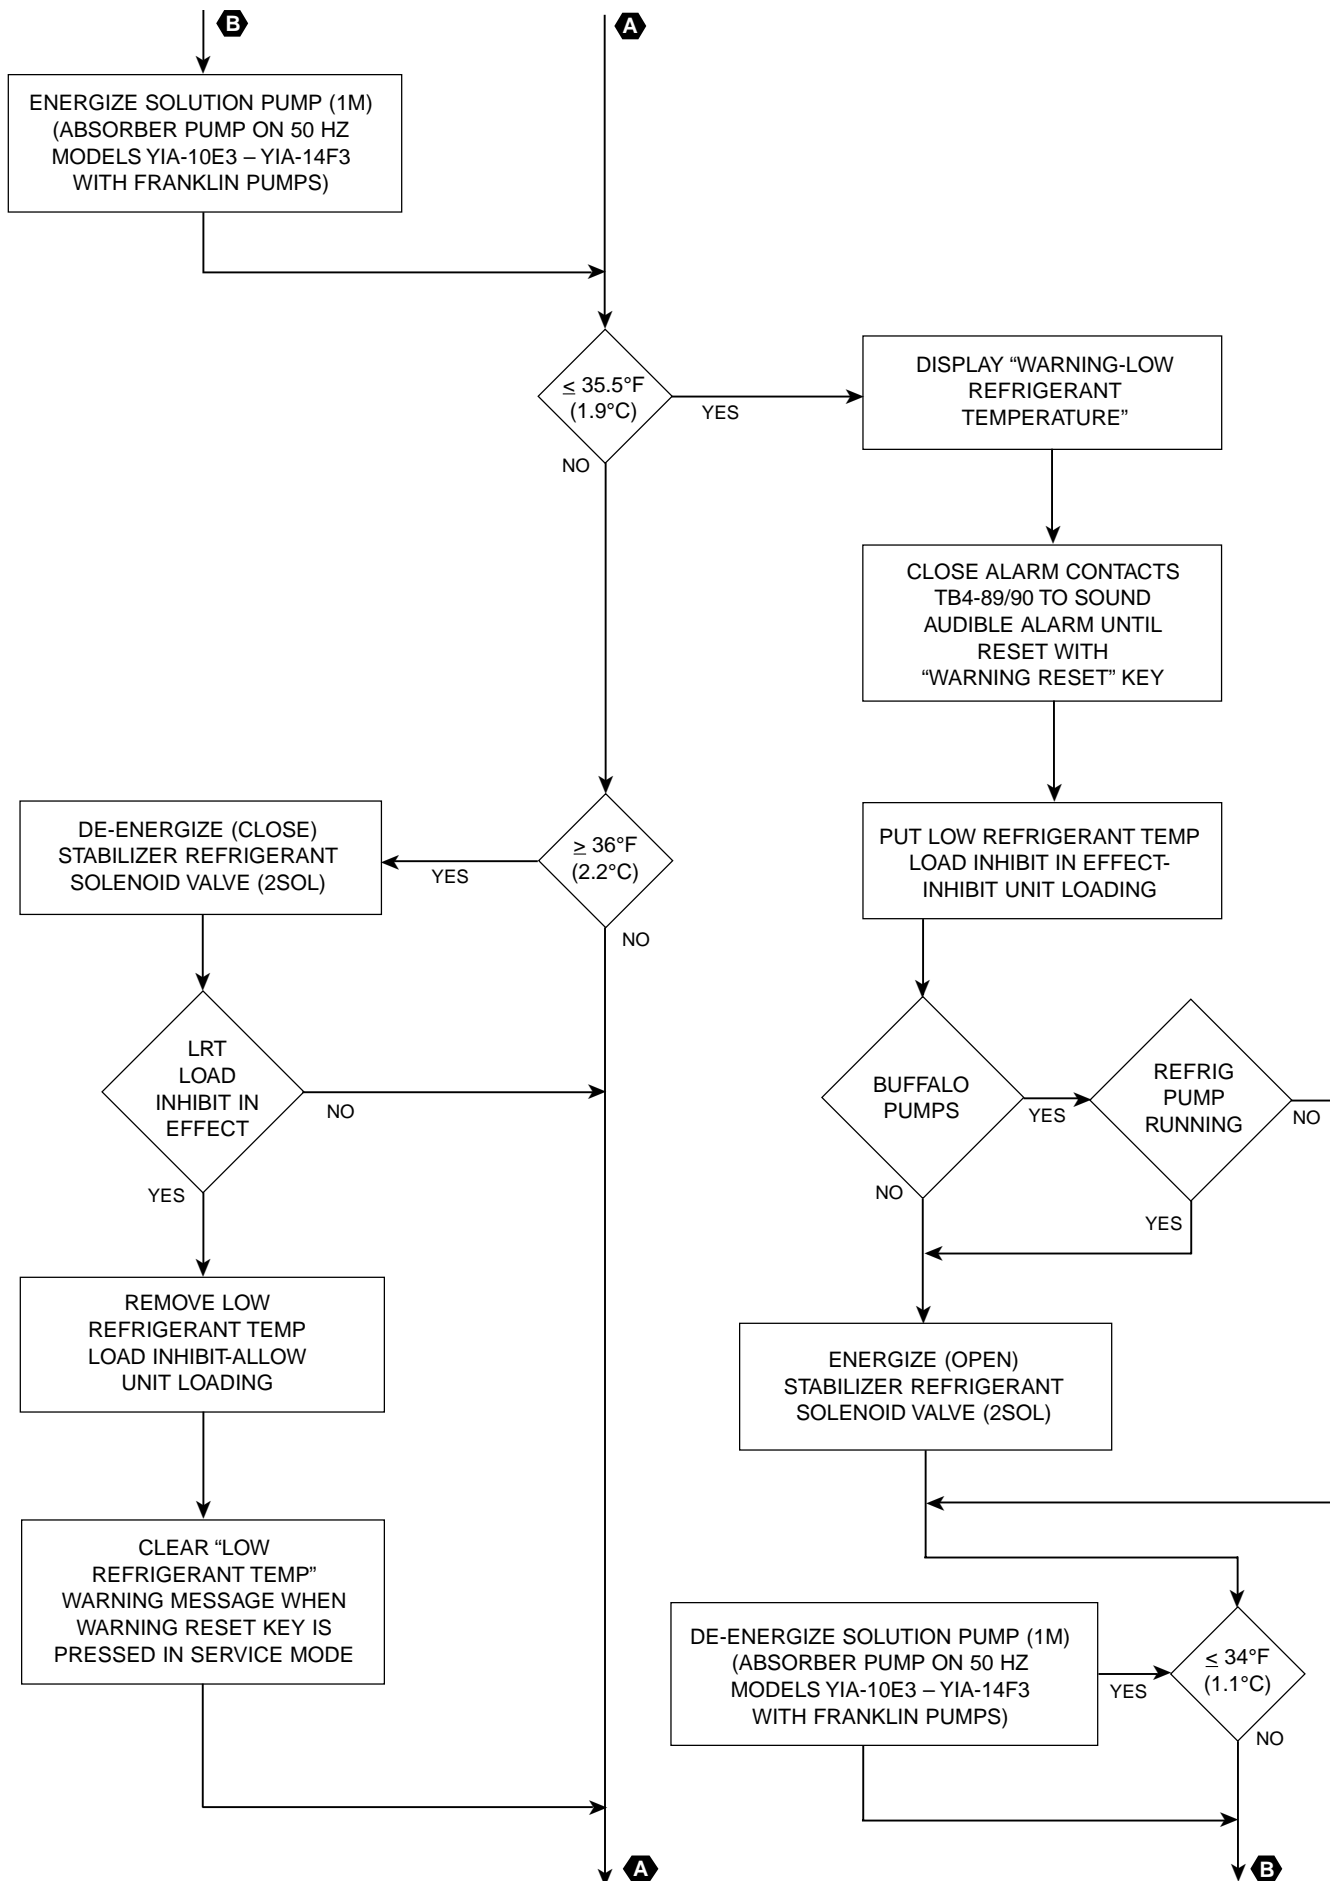 B
A
ENERGIZE SOLUTION PUMP (1M)
(ABSORBER PUMP ON 50 HZ
MODELS YIA-10E3 – YIA-14F3
WITH FRANKLIN PUMPS)
≤ 35.5°F
(1.9°C)
YES
NO
DISPLAY “WARNING-LOW
REFRIGERANT
TEMPERATURE”
CLOSE ALARM CONTACTS
TB4-89/90 TO SOUND
AUDIBLE ALARM UNTIL
RESET WITH
“WARNING RESET” KEY
≥ 36°F
(2.2°C)
YES
NO
DE-ENERGIZE (CLOSE)
STABILIZER REFRIGERANT
SOLENOID VALVE (2SOL)
PUT LOW REFRIGERANT TEMP
LOAD INHIBIT IN EFFECT-
INHIBIT UNIT LOADING
LRT
LOAD
INHIBIT IN
EFFECT
NO
YES
BUFFALO
PUMPS
YES
NO
REFRIG
PUMP
RUNNING
NO
YES
REMOVE LOW
REFRIGERANT TEMP
LOAD INHIBIT-ALLOW
UNIT LOADING
ENERGIZE (OPEN)
STABILIZER REFRIGERANT
SOLENOID VALVE (2SOL)
CLEAR “LOW
REFRIGERANT TEMP”
WARNING MESSAGE WHEN
WARNING RESET KEY IS
PRESSED IN SERVICE MODE
DE-ENERGIZE SOLUTION PUMP (1M)
(ABSORBER PUMP ON 50 HZ
MODELS YIA-10E3 – YIA-14F3
WITH FRANKLIN PUMPS)
YES
≤ 34°F
(1.1°C)
NO
A
B